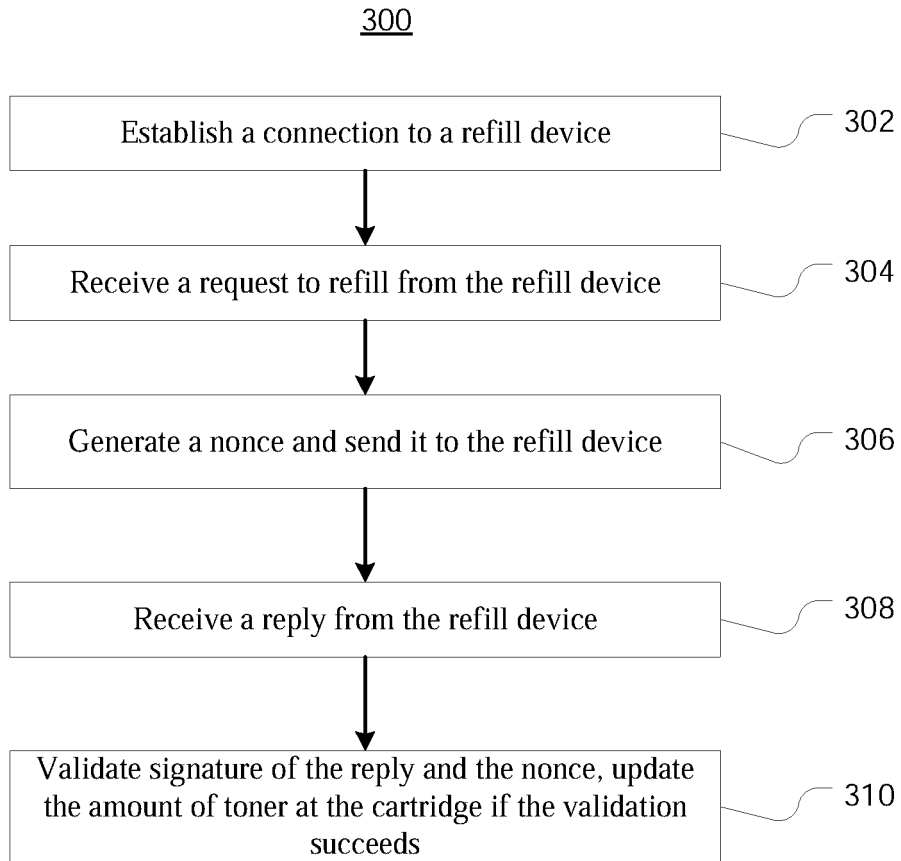 300
Establish a connection to a refill device
302
Receive a request to refill from the refill device
304
Generate a nonce and send it to the refill device
306
Receive a reply from the refill device
308
Validate signature of the reply and the nonce, update
the amount of toner at the cartridge if the validation
succeeds
310